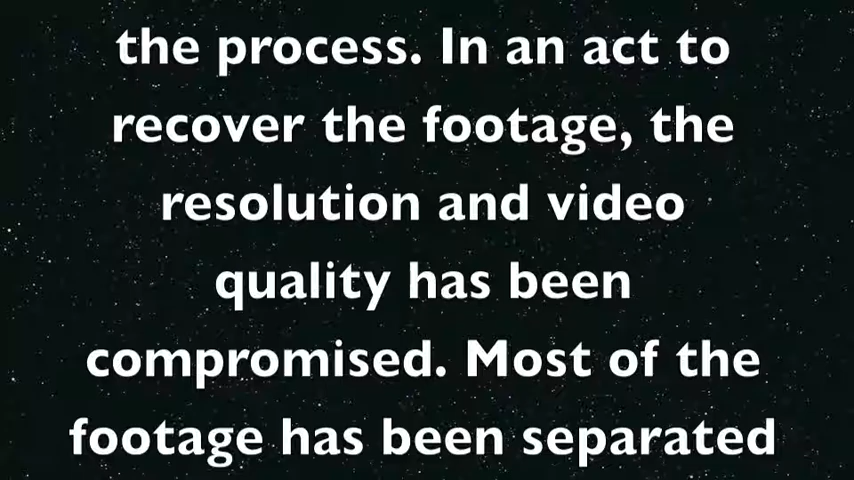 the process. In an act to
recover the footage, the
resolution and video
quality has been
compromised. Most of the
footage has been separated